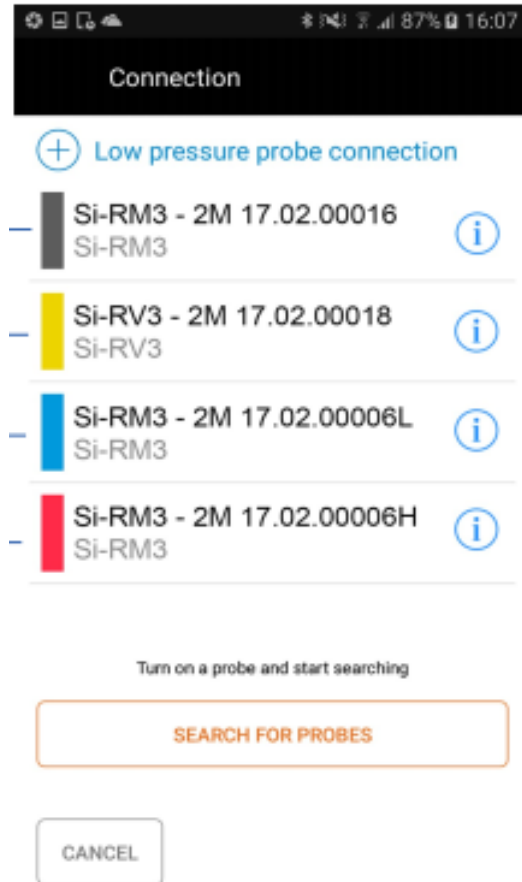 87% 16:07
Connection
Low pressure probe connection
Si-RM3 - 2M 17.02.00016
Si-RM3
Si-RV3 - 2M 17.02.00018
Si-RV3
Si-RM3 - 2M 17.02.00006L
Si-RM3
Si-RM3 - 2M 17.02.00006H
Si-RM3
Turn on a probe and start searching
SEARCH FOR PROBES
CANCEL